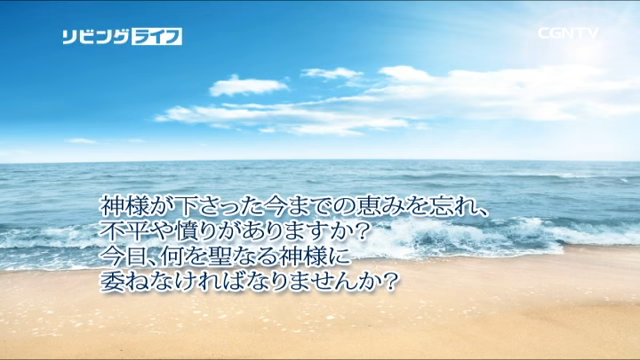 リビングライフ
CGNTV
神様が下さった今までの恵みを忘れ、
不平や憤りがありますか?
今日、何を聖なる神様に
委ねなければなりませんか?